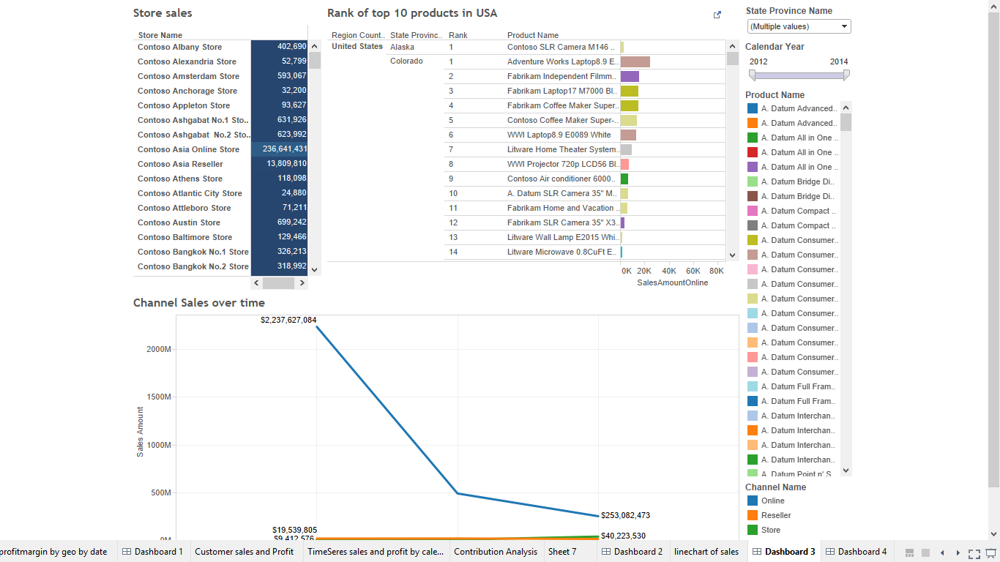 Store sales
Store Name
Contoso Albany Store 402,690
Contoso Alexandria Store 52,799
Contoso Amsterdam Store 593,067
Contoso Anchorage Store 32,200
Contoso Appleton Store 93,627
Contoso Ashgabat No.1 Sto.. 631,926
Contoso Ashgabat No.2 Sto.. 623,992
Contoso Asia Online Store 236,641,431
Contoso Asia Reseller 13,809,810
Contoso Athens Store 118,098
Contoso Atlantic City Store 24,880
Contoso Attleboro Store 71,211
Contoso Austin Store 699,242
Contoso Baltimore Store 129,466
Contoso Bangkok No.1 Store 326,213
Contoso Bangkok No.2 Store 318,992
Rank of top 10 products in USA
Region Count.. State Provinc.. Rank Product Name
United States Alaska 1 Contoso SLR Camera M146 ..
Colorado 1 Adventure Works Laptop8.9 E..
2 Fabrikam Independent Filmm..
3 Fabrikam Laptop17 M7000 Bl..
4 Fabrikam Coffee Maker Super..
5 Contoso Coffee Maker Super-..
6 WWI Laptop8.9 E0089 White
7 Litware Home Theater System..
8 WWI Projector 720p LCD56 Bl..
9 Contoso Air conditioner 6000..
10 A. Datum SLR Camera 35" M..
11 Fabrikam Home and Vacation ..
12 Fabrikam SLR Camera 35" X3..
13 Litware Wall Lamp E2015 Whi..
14 Litware Microwave 0.8CuFt E..
0K 20K 40K 60K 80K
SalesAmountOnline
State Province Name
(Multiple values)
Calendar Year
2012 2014
Product Name
A. Datum Advanced..
A. Datum Advanced..
A. Datum All in One ..
A. Datum All in One ..
A. Datum All in One ..
A. Datum Bridge Di..
A. Datum Bridge Di..
A. Datum Compact ..
A. Datum Compact ..
A. Datum Consumer..
A. Datum Consumer..
A. Datum Consumer..
A. Datum Consumer..
A. Datum Consumer..
A. Datum Consumer..
A. Datum Consumer..
A. Datum Consumer..
A. Datum Consumer..
A. Datum Consumer..
A. Datum Full Fram..
A. Datum Full Fram..
A. Datum Interchan..
A. Datum Interchan..
A. Datum Interchan..
A. Datum Interchan..
A. Datum Point n' S..
Channel Name
Online
Reseller
Store
Channel Sales over time
Sales Amount
2000M
1500M
1000M
500M
0M
$2,237,627,084
$253,082,473
$19,539,805
$9,412,576
$40,223,530
profitmargin by geo by date Dashboard 1 Customer sales and Profit TimeSeres sales and profit by cale... Contribution Analysis Sheet 7 Dashboard 2 linechart of sales Dashboard 3 Dashboard 4